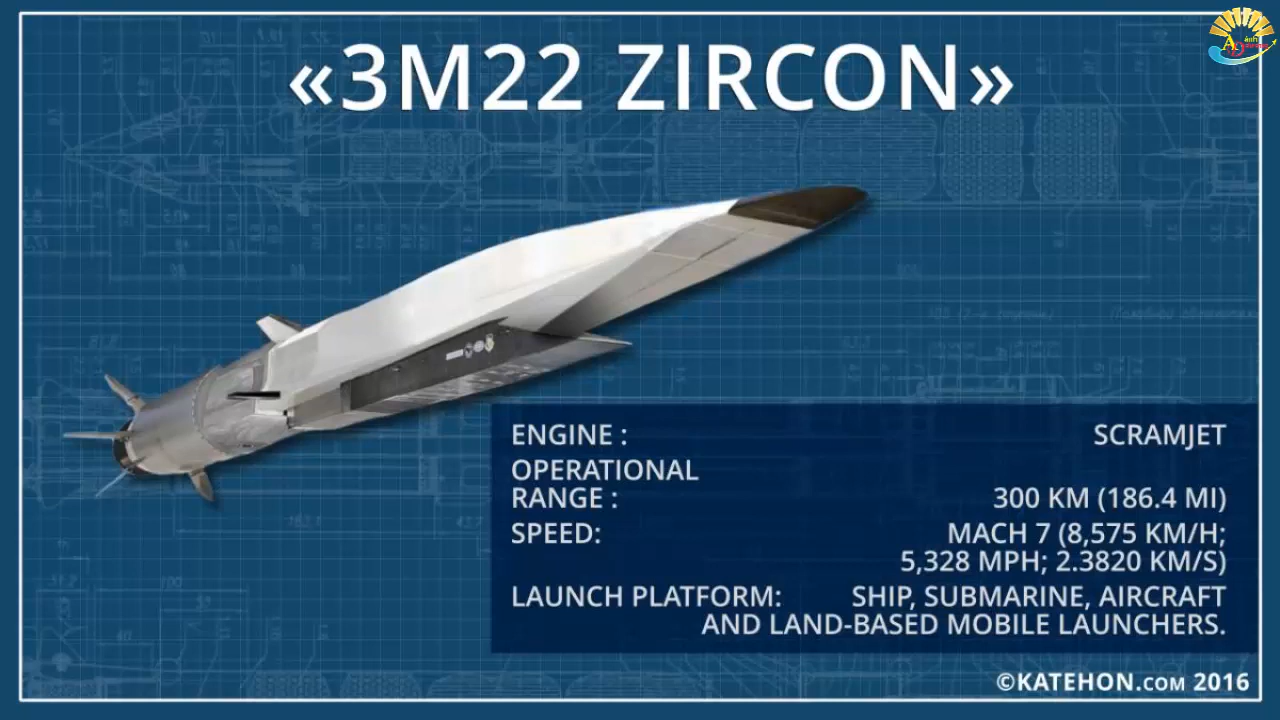 «3M22 ZIRCON»
ENGINE : SCRAMJET
OPERATIONAL
RANGE : 300 KM (186.4 MI)
SPEED: MACH 7 (8,575 KM/H;
5,328 MPH; 2.3820 KM/S)
LAUNCH PLATFORM: SHIP, SUBMARINE, AIRCRAFT
AND LAND-BASED MOBILE LAUNCHERS.
©KATEHON.COM 2016